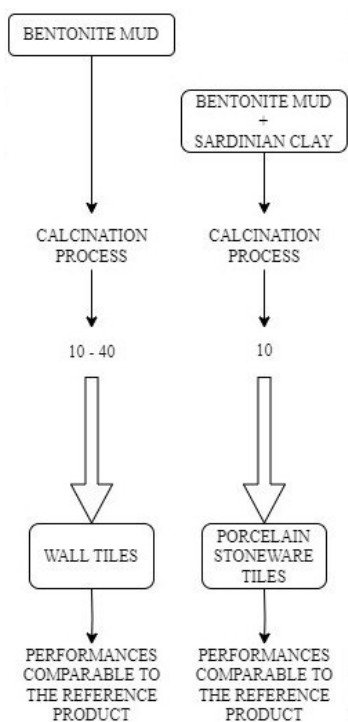 BENTONITE MUD
CALCINATION
PROCESS
10 - 40
WALL TILES
PERFORMANCES
COMPARABLE TO
THE REFERENCE
PRODUCT
BENTONITE MUD
+
SARDINIAN CLAY
CALCINATION
PROCESS
10
PORCELAIN
STONEWARE
TILES
PERFORMANCES
COMPARABLE TO
THE REFERENCE
PRODUCT